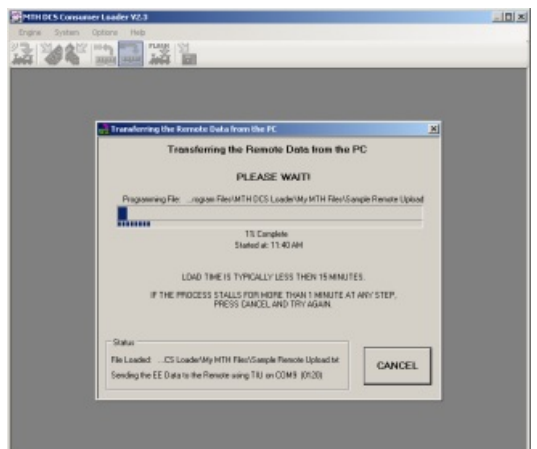 MTH DCS Consumer Loader V2.3
Engine System Options Help
FLASH
Transferring the Remote Data from the PC
Transferring the Remote Data from the PC
PLEASE WAIT!
Programming File: ...rogram Files\MTH DCS Loader\My MTH Files\Sample Remote Upload
1% Complete
Started at: 11:40 AM
LOAD TIME IS TYPICALLY LESS THEN 15 MINUTES.
IF THE PROCESS STALLS FOR MORE THAN 1 MINUTE AT ANY STEP,
PRESS CANCEL AND TRY AGAIN.
Status
File Loaded: ...CS Loader\My MTH Files\Sample Remote Upload.txt
CANCEL
Sending the EE Data to the Remote using TIU on COM9 (0120)